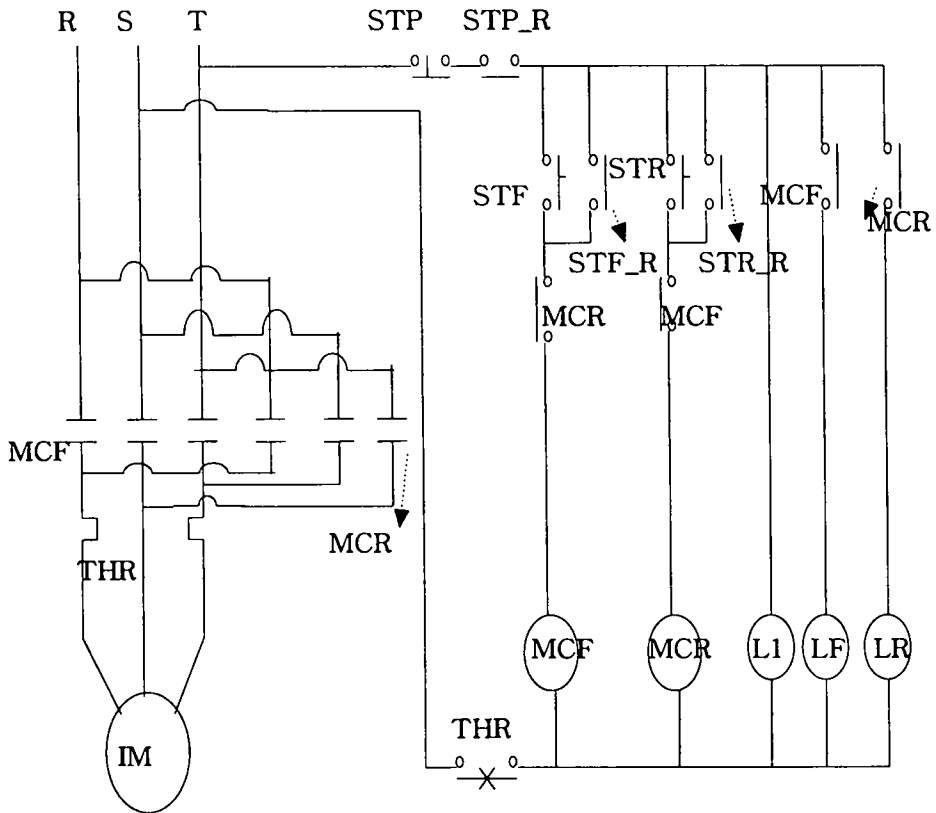 R S T STP STP_R
STF STR MCF MCR
STF_R STR_R
MCR MCF
MCF
MCR
THR
MCF MCR L1 LF LR
THR
IM